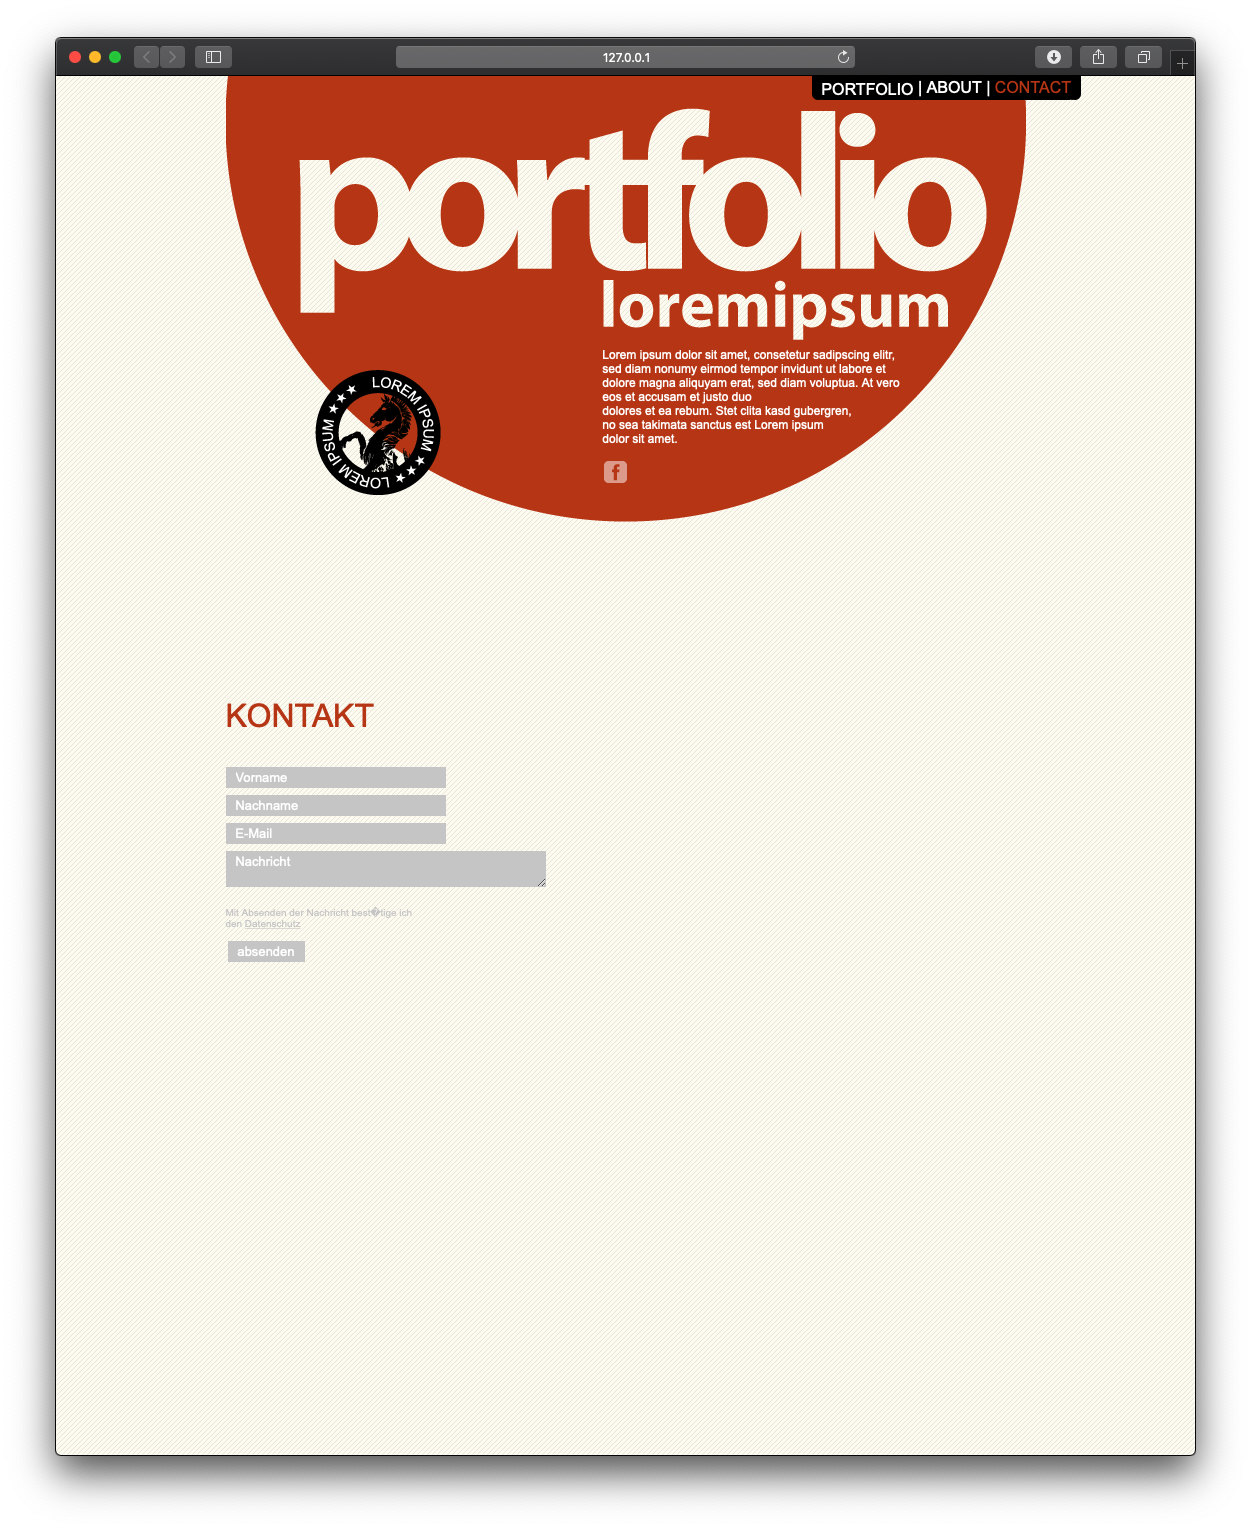 127.0.0.1
PORTFOLIO | ABOUT | CONTACT
portfolio
loremipsum
Lorem ipsum dolor sit amet, consetetur sadipscing elitr,
sed diam nonumy eirmod tempor invidunt ut labore et
dolore magna aliquyam erat, sed diam voluptua. At vero
eos et accusam et justo duo
dolores et ea rebum. Stet clita kasd gubergren,
no sea takimata sanctus est Lorem ipsum
dolor sit amet.
LOREM IPSUM ★★★ LOREM IPSUM ★★★
f
KONTAKT
Vorname
Nachname
E-Mail
Nachricht
Mit Absenden der Nachricht best�tige ich
den Datenschutz
absenden